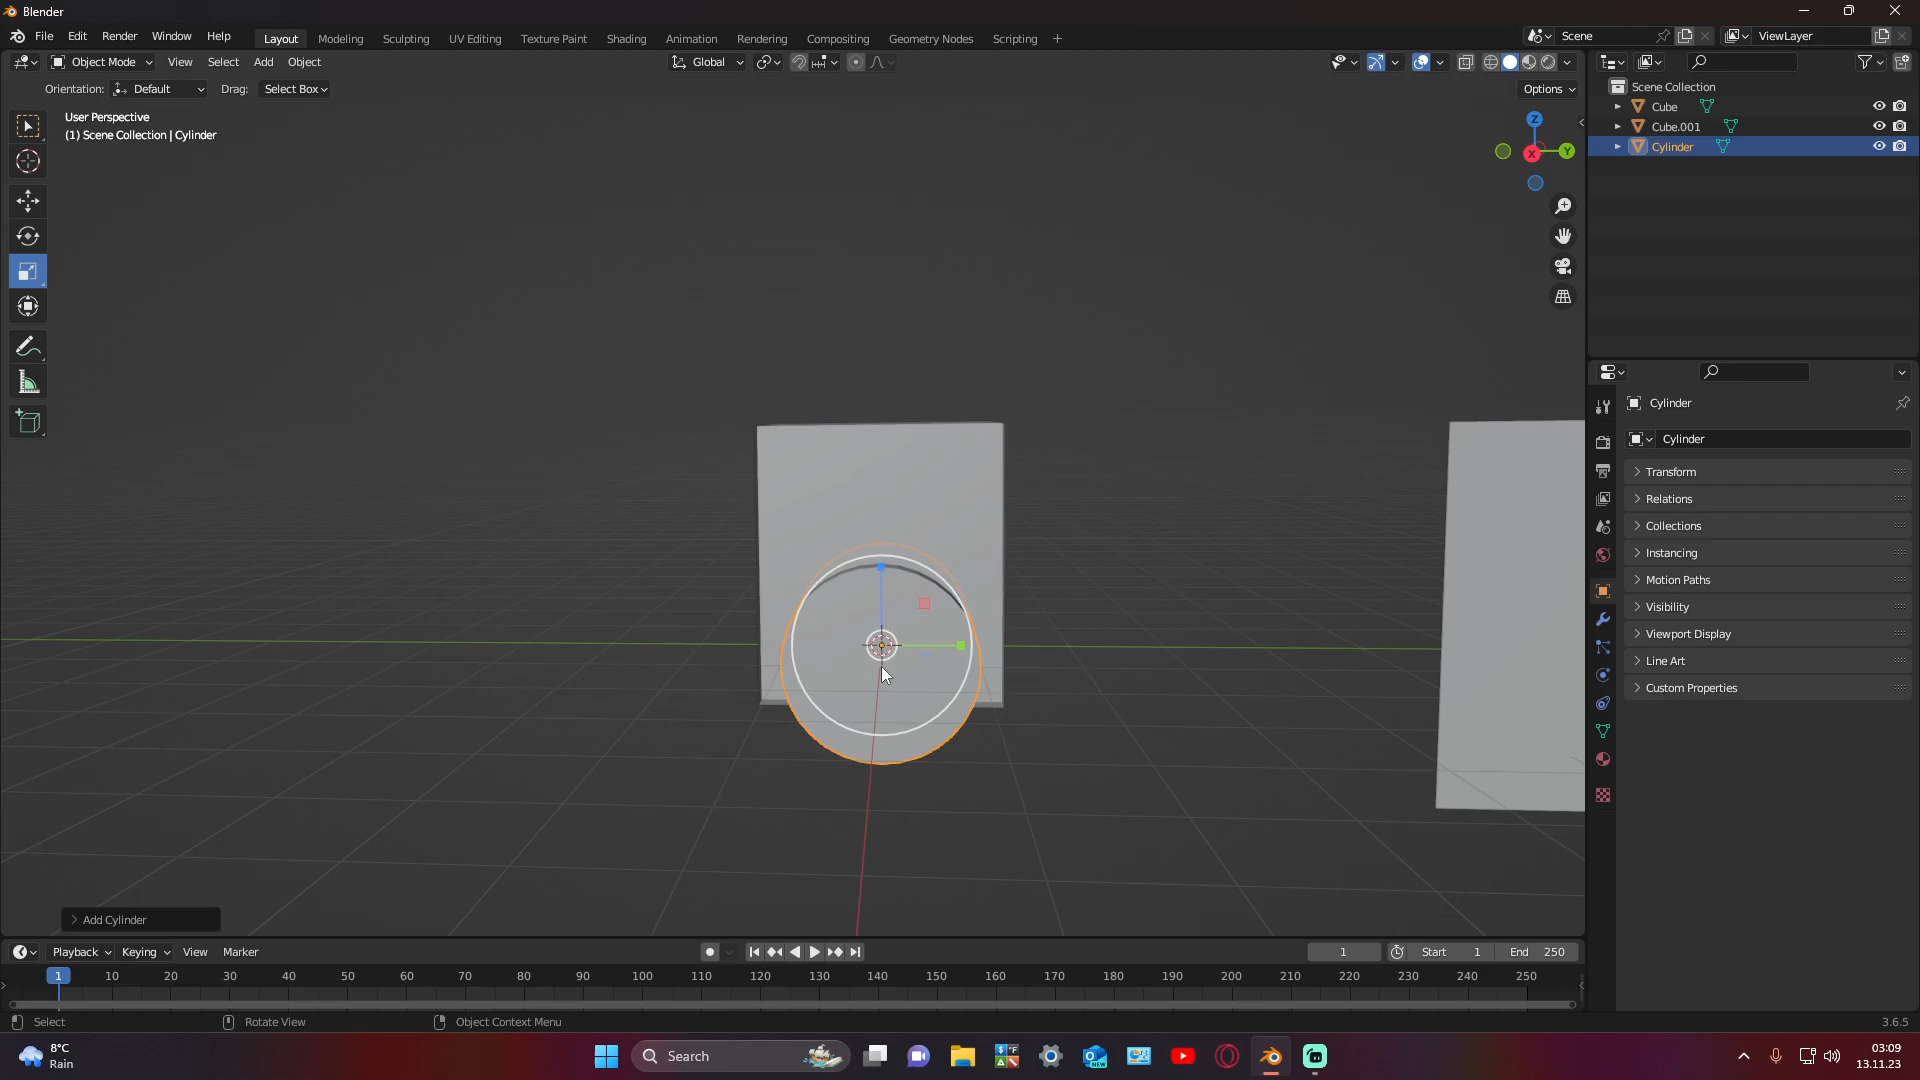 Blender
File Edit Render Window Help Layout Modeling Sculpting UV Editing Texture Paint Shading Animation Rendering Compositing Geometry Nodes Scripting + Scene ViewLayer
Object Mode View Select Add Object Global
Orientation: Default Drag: Select Box Options
User Perspective
(1) Scene Collection | Cylinder
Z
Y
X
Scene Collection
Cube
Cube.001
Cylinder
Cylinder
Cylinder
Transform
Relations
Collections
Instancing
Motion Paths
Visibility
Viewport Display
Line Art
Custom Properties
Add Cylinder
Playback Keying View Marker 1 Start 1 End 250
1 10 20 30 40 50 60 70 80 90 100 110 120 130 140 150 160 170 180 190 200 210 220 230 240 250
Select Rotate View Object Context Menu 3.6.5
8°C
Rain
Search
NEW
03:09
13.11.23